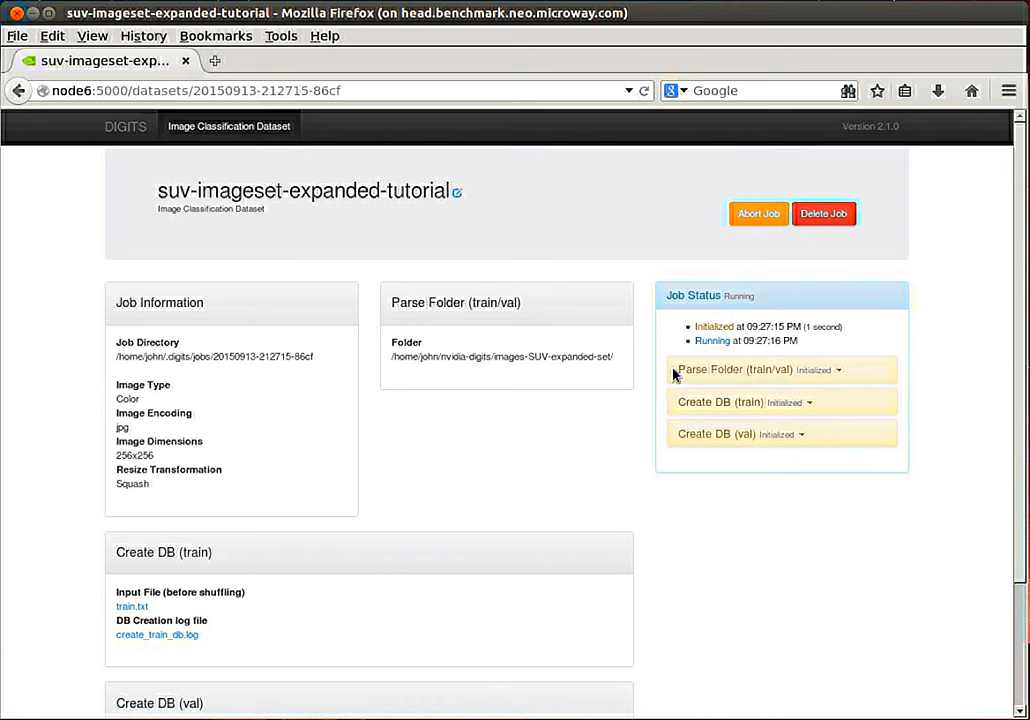 suv-imageset-expanded-tutorial - Mozilla Firefox (on head.benchmark.neo.microway.com)
File Edit View History Bookmarks Tools Help
suv-imageset-exp...
node6:5000/datasets/20150913-212715-86cf
Google
DIGITS Image Classification Dataset Version 2.1.0
suv-imageset-expanded-tutorial
Image Classification Dataset
Abort Job Delete Job
Job Information
Job Directory
/home/john/.digits/jobs/20150913-212715-86cf
Image Type
Color
Image Encoding
jpg
Image Dimensions
256x256
Resize Transformation
Squash
Parse Folder (train/val)
Folder
/home/john/nvidia-digits/images-SUV-expanded-set/
Job Status Running
Initialized at 09:27:15 PM (1 second)
Running at 09:27:16 PM
Parse Folder (train/val) Initialized
Create DB (train) Initialized
Create DB (val) Initialized
Create DB (train)
Input File (before shuffling)
train.txt
DB Creation log file
create_train_db.log
Create DB (val)